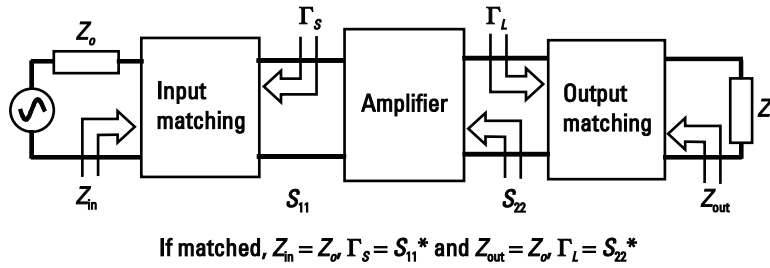 Γ_S
Γ_L
Z_o
Input
matching
Amplifier
Output
matching
Z
Z_in
S_11
S_22
Z_out
If matched, Z_in = Z_o, Γ_S = S_11* and Z_out = Z_o, Γ_L = S_22*